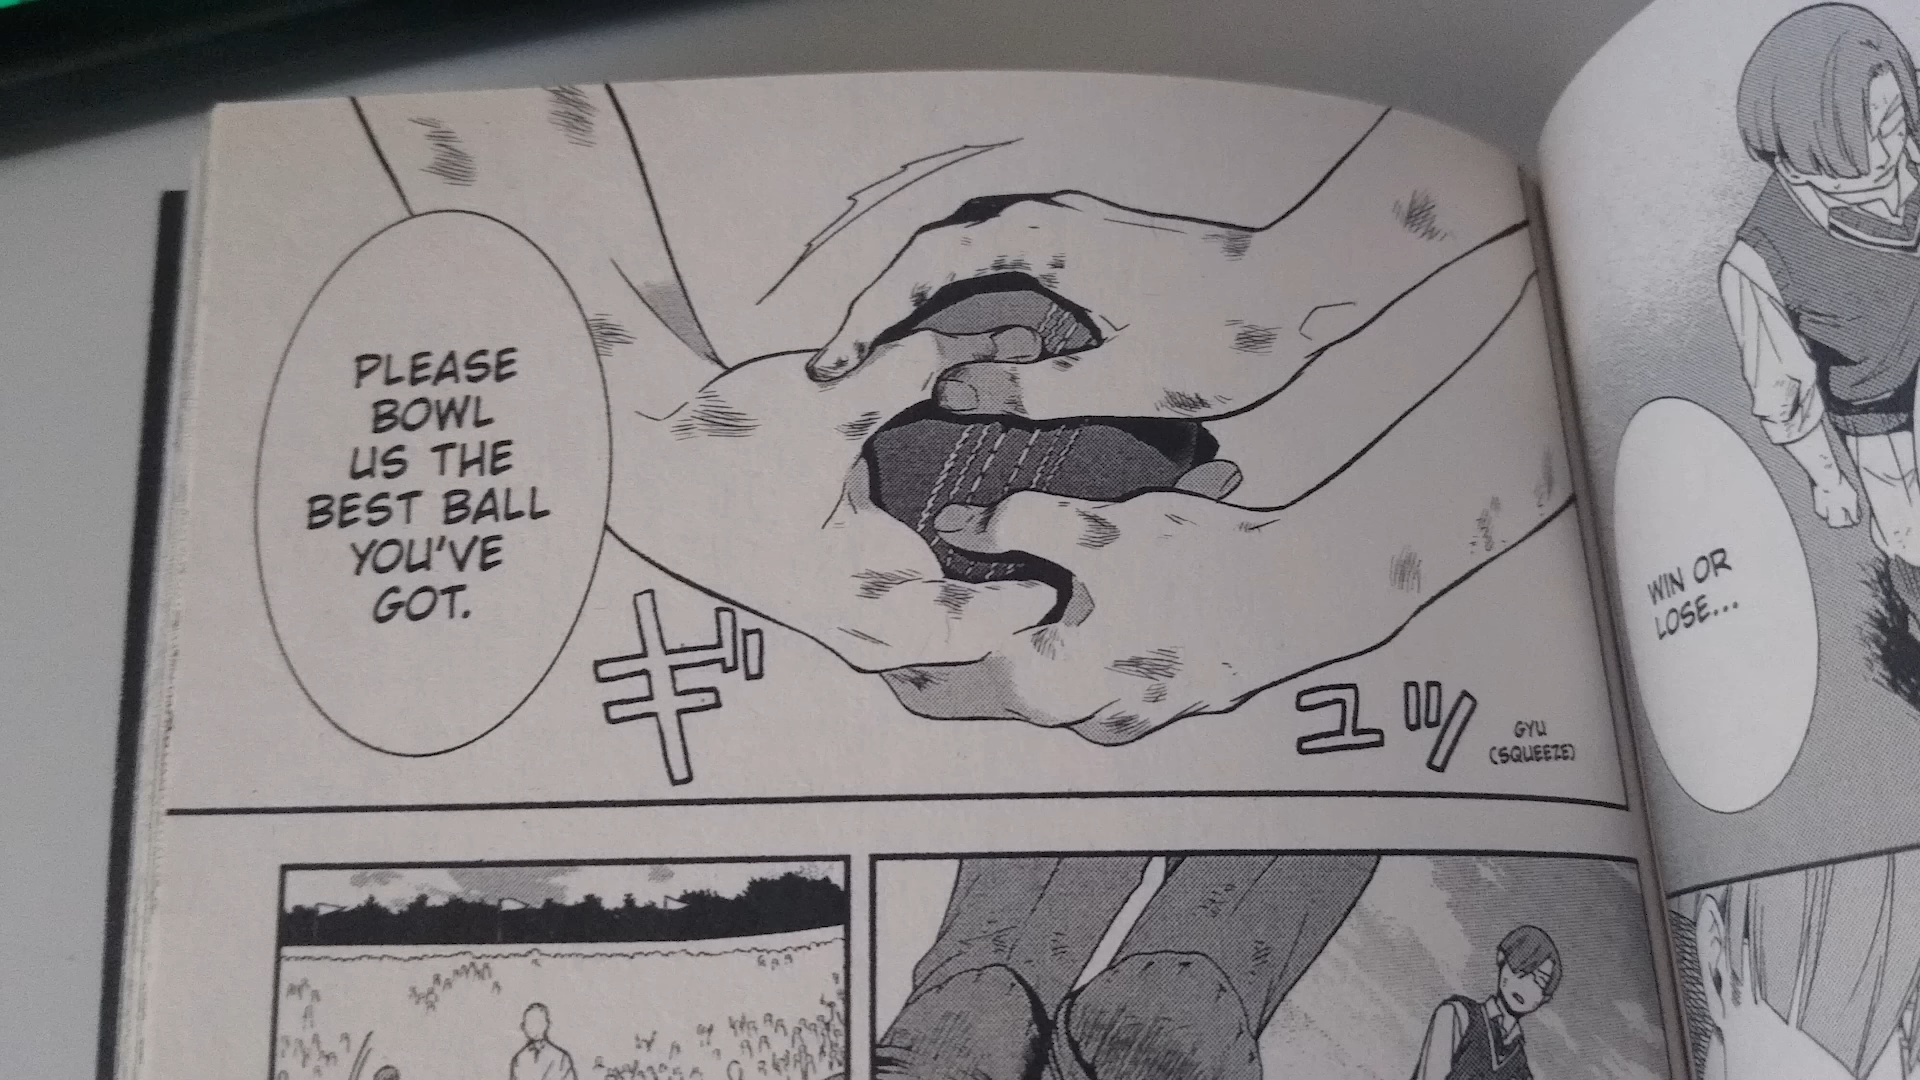 PLEASE
BOWL
US THE
BEST BALL
YOU'VE
GOT.
ギ
ュッ
GYU
(SQUEEZE)
WIN OR
LOSE...